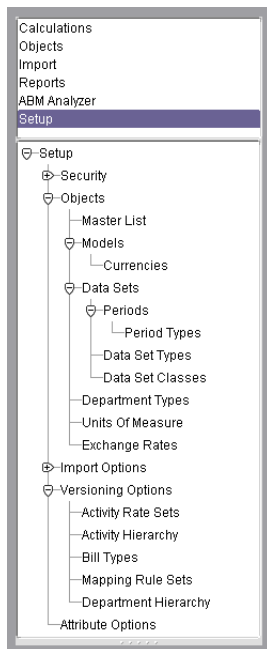 Calculations
Objects
Import
Reports
ABM Analyzer
Setup
Setup
Security
Objects
Master List
Models
Currencies
Data Sets
Periods
Period Types
Data Set Types
Data Set Classes
Department Types
Units Of Measure
Exchange Rates
Import Options
Versioning Options
Activity Rate Sets
Activity Hierarchy
Bill Types
Mapping Rule Sets
Department Hierarchy
Attribute Options